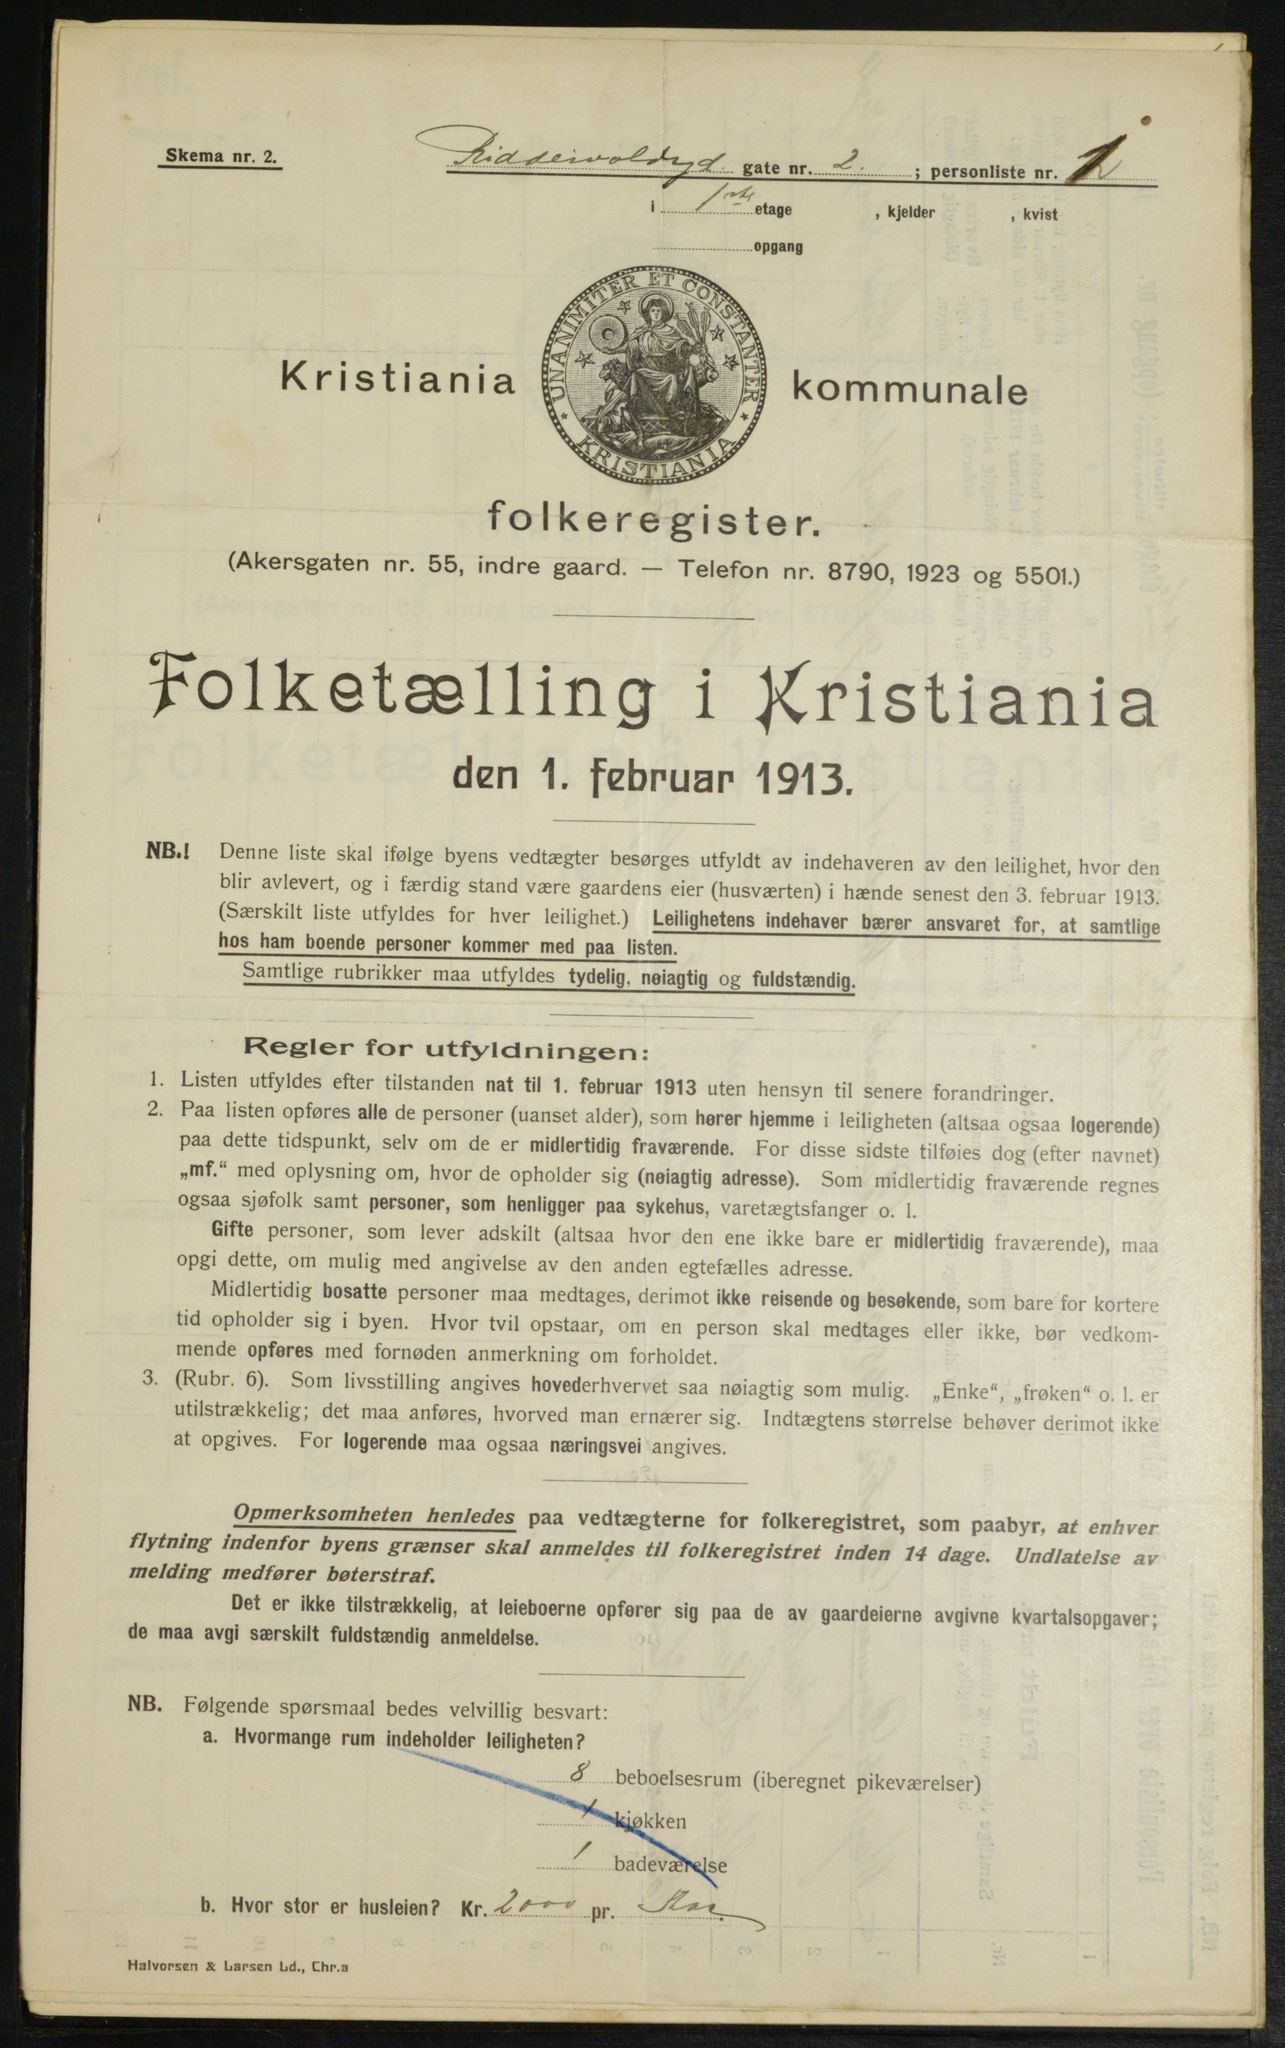 Skema nr. 2.
Riddervoldsgd. gate nr. 2. ; personliste nr. 1
i 1ste etage , kjelder , kvist
opgang
UNANIMITER ET CONSTANTER
KRISTIANIA
Kristiania kommunale
folkeregister.
(Akersgaten nr. 55, indre gaard. — Telefon nr. 8790, 1923 og 5501.)
Folketælling i Kristiania
den 1. februar 1913.
NB.! Denne liste skal ifølge byens vedtægter besørges utfyldt av indehaveren av den leilighet, hvor den
blir avlevert, og i færdig stand være gaardens eier (husværten) i hænde senest den 3. februar 1913.
(Særskilt liste utfyldes for hver leilighet.) Leilighetens indehaver bærer ansvaret for, at samtlige
hos ham boende personer kommer med paa listen.
Samtlige rubrikker maa utfyldes tydelig, nøiagtig og fuldstændig.
Regler for utfyldningen:
1. Listen utfyldes efter tilstanden nat til 1. februar 1913 uten hensyn til senere forandringer.
2. Paa listen opføres alle de personer (uanset alder), som hører hjemme i leiligheten (altsaa ogsaa logerende)
paa dette tidspunkt, selv om de er midlertidig fraværende. For disse sidste tilføies dog (efter navnet)
„mf.“ med oplysning om, hvor de opholder sig (nøiagtig adresse). Som midlertidig fraværende regnes
ogsaa sjøfolk samt personer, som henligger paa sykehus, varetægtsfanger o. l.
Gifte personer, som lever adskilt (altsaa hvor den ene ikke bare er midlertidig fraværende), maa
opgi dette, om mulig med angivelse av den anden egtefælles adresse.
Midlertidig bosatte personer maa medtages, derimot ikke reisende og besøkende, som bare for kortere
tid opholder sig i byen. Hvor tvil opstaar, om en person skal medtages eller ikke, bør vedkom-
mende opføres med fornøden anmerkning om forholdet.
3. (Rubr. 6). Som livsstilling angives hovederhvervet saa nøiagtig som mulig. „Enke“, „frøken“ o. l. er
utilstrækkelig; det maa anføres, hvorved man ernærer sig. Indtægtens størrelse behøver derimot ikke
at opgives. For logerende maa ogsaa næringsvei angives.
Opmerksomheten henledes paa vedtægterne for folkeregistret, som paabyr, at enhver
flytning indenfor byens grænser skal anmeldes til folkeregistret inden 14 dage. Undlatelse av
melding medfører bøterstraf.
Det er ikke tilstrækkelig, at leieboerne opfører sig paa de av gaardeierne avgivne kvartalsopgaver;
de maa avgi særskilt fuldstændig anmeldelse.
NB. Følgende spørsmaal bedes velvillig besvart:
a. Hvormange rum indeholder leiligheten?
8 beboelsesrum (iberegnet pikeværelser)
1 kjøkken
1 badeværelse
b. Hvor stor er husleien? Kr. 2000 pr. Aar.
Halvorsen & Larsen Ld., Chr.a